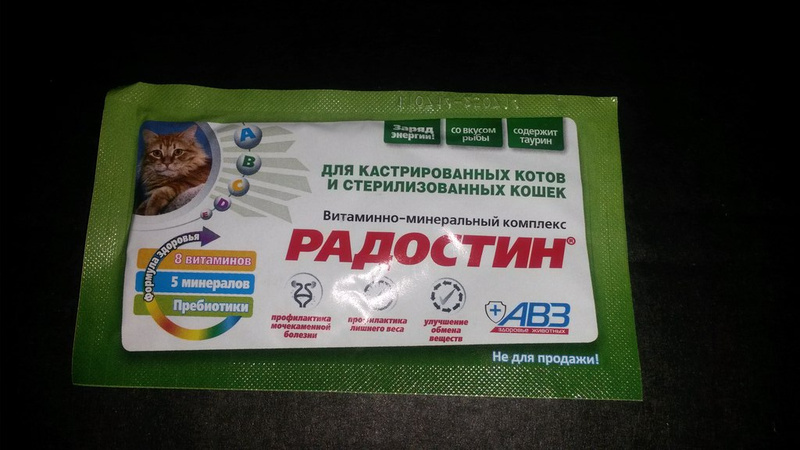 Заряд
энергии!
со вкусом
рыбы
содержит
таурин
A
B
C
E D
ДЛЯ КАСТРИРОВАННЫХ КОТОВ
И СТЕРИЛИЗОВАННЫХ КОШЕК
Витаминно-минеральный комплекс
РАДОСТИН®
Формула здоровья
8 витаминов
5 минералов
Пребиотики
профилактика
мочекаменной
болезни
профилактика
лишнего веса
улучшение
обмена
веществ
АВЗ
здоровье животных
Не для продажи!